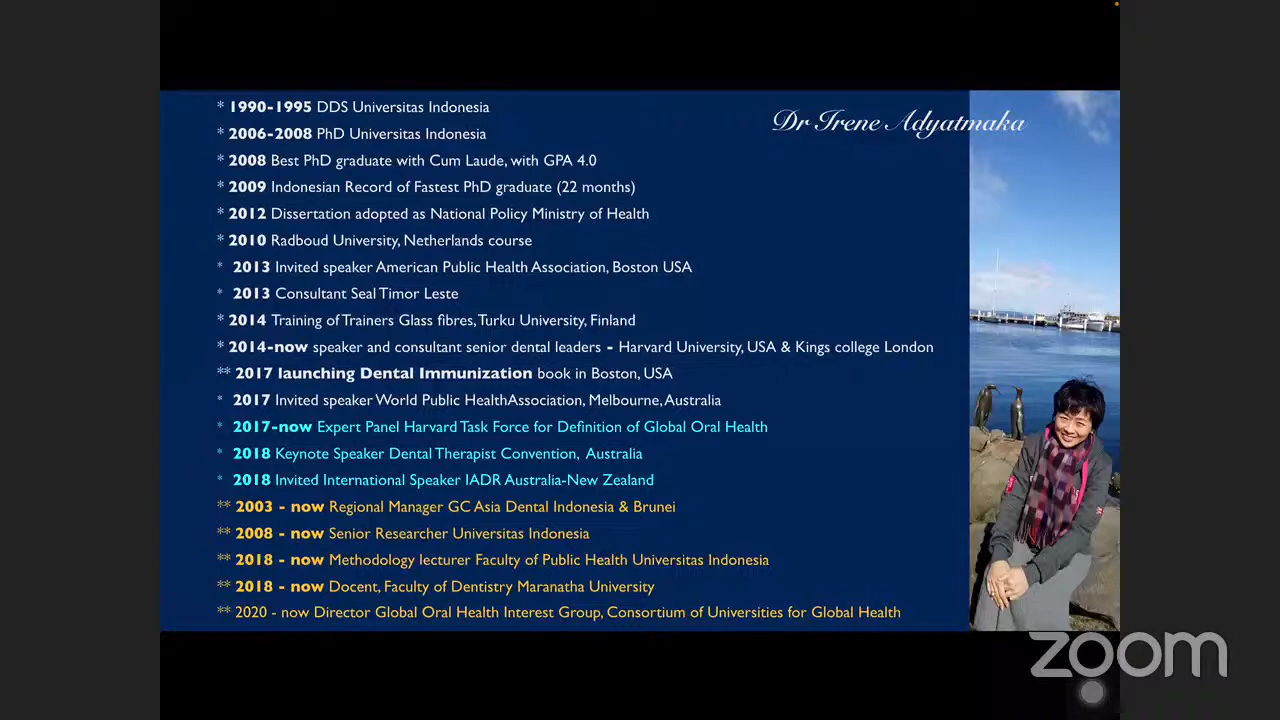 * 1990-1995 DDS Universitas Indonesia
Dr Irene Adyatmaka
* 2006-2008 PhD Universitas Indonesia
* 2008 Best PhD graduate with Cum Laude, with GPA 4.0
* 2009 Indonesian Record of Fastest PhD graduate (22 months)
* 2012 Dissertation adopted as National Policy Ministry of Health
* 2010 Radboud University, Netherlands course
* 2013 Invited speaker American Public Health Association, Boston USA
* 2013 Consultant Seal Timor Leste
* 2014 Training of Trainers Glass fibres, Turku University, Finland
* 2014-now speaker and consultant senior dental leaders - Harvard University, USA & Kings college London
** 2017 launching Dental Immunization book in Boston, USA
* 2017 Invited speaker World Public HealthAssociation, Melbourne, Australia
* 2017-now Expert Panel Harvard Task Force for Definition of Global Oral Health
* 2018 Keynote Speaker Dental Therapist Convention, Australia
* 2018 Invited International Speaker IADR Australia-New Zealand
** 2003 - now Regional Manager GC Asia Dental Indonesia & Brunei
** 2008 - now Senior Researcher Universitas Indonesia
** 2018 - now Methodology lecturer Faculty of Public Health Universitas Indonesia
** 2018 - now Docent, Faculty of Dentistry Maranatha University
** 2020 - now Director Global Oral Health Interest Group, Consortium of Universities for Global Health
zoom